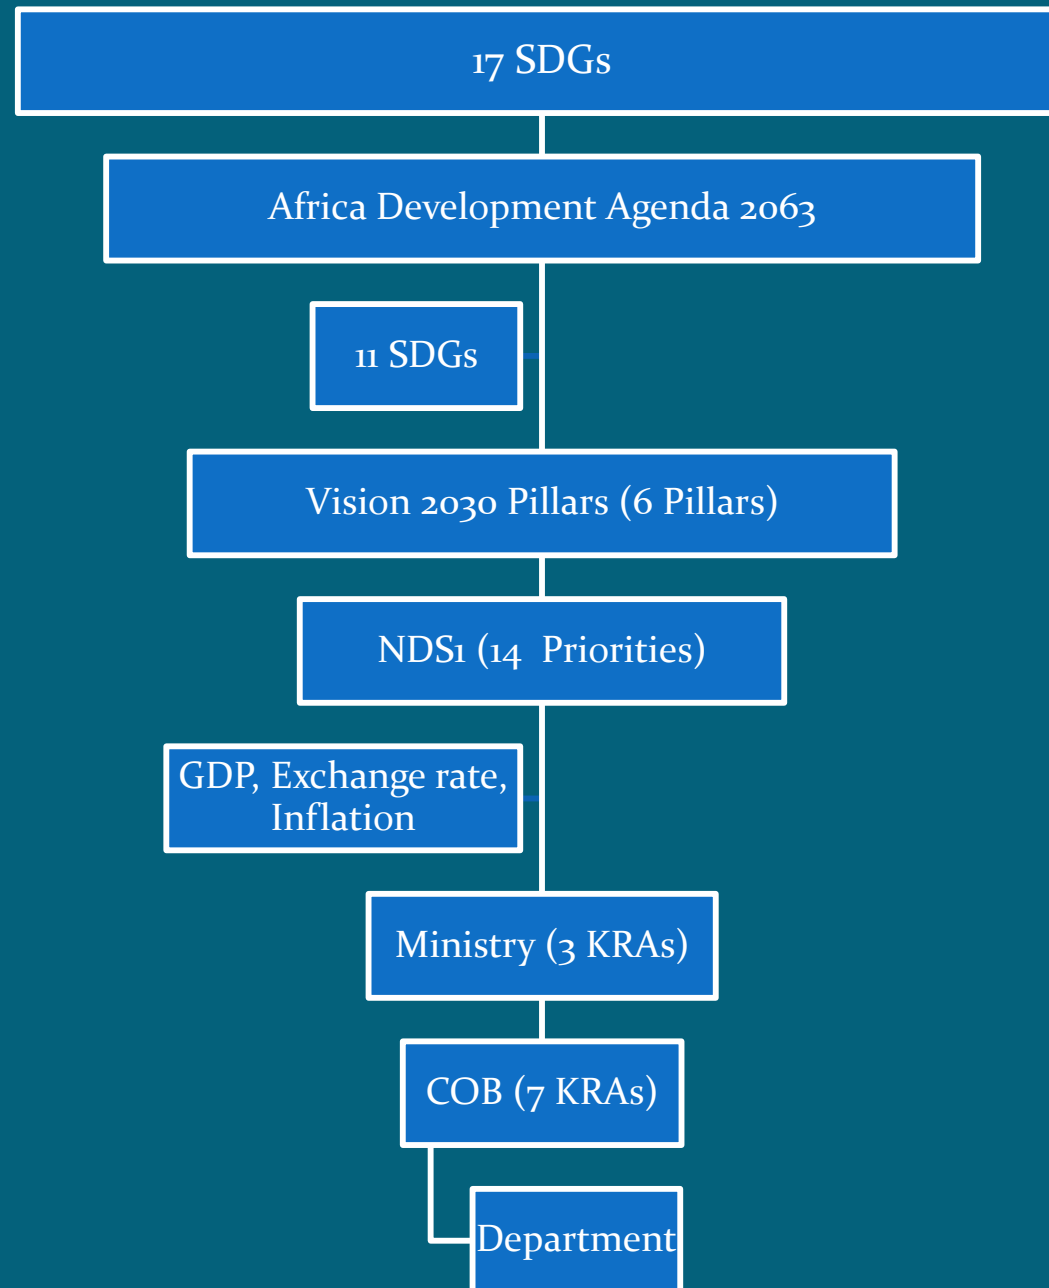 17 SDGs
Africa Development Agenda 2063
11 SDGs
Vision 2030 Pillars (6 Pillars)
NDS1 (14 Priorities)
GDP, Exchange rate,
Inflation
Ministry (3 KRAs)
COB (7 KRAs)
Department